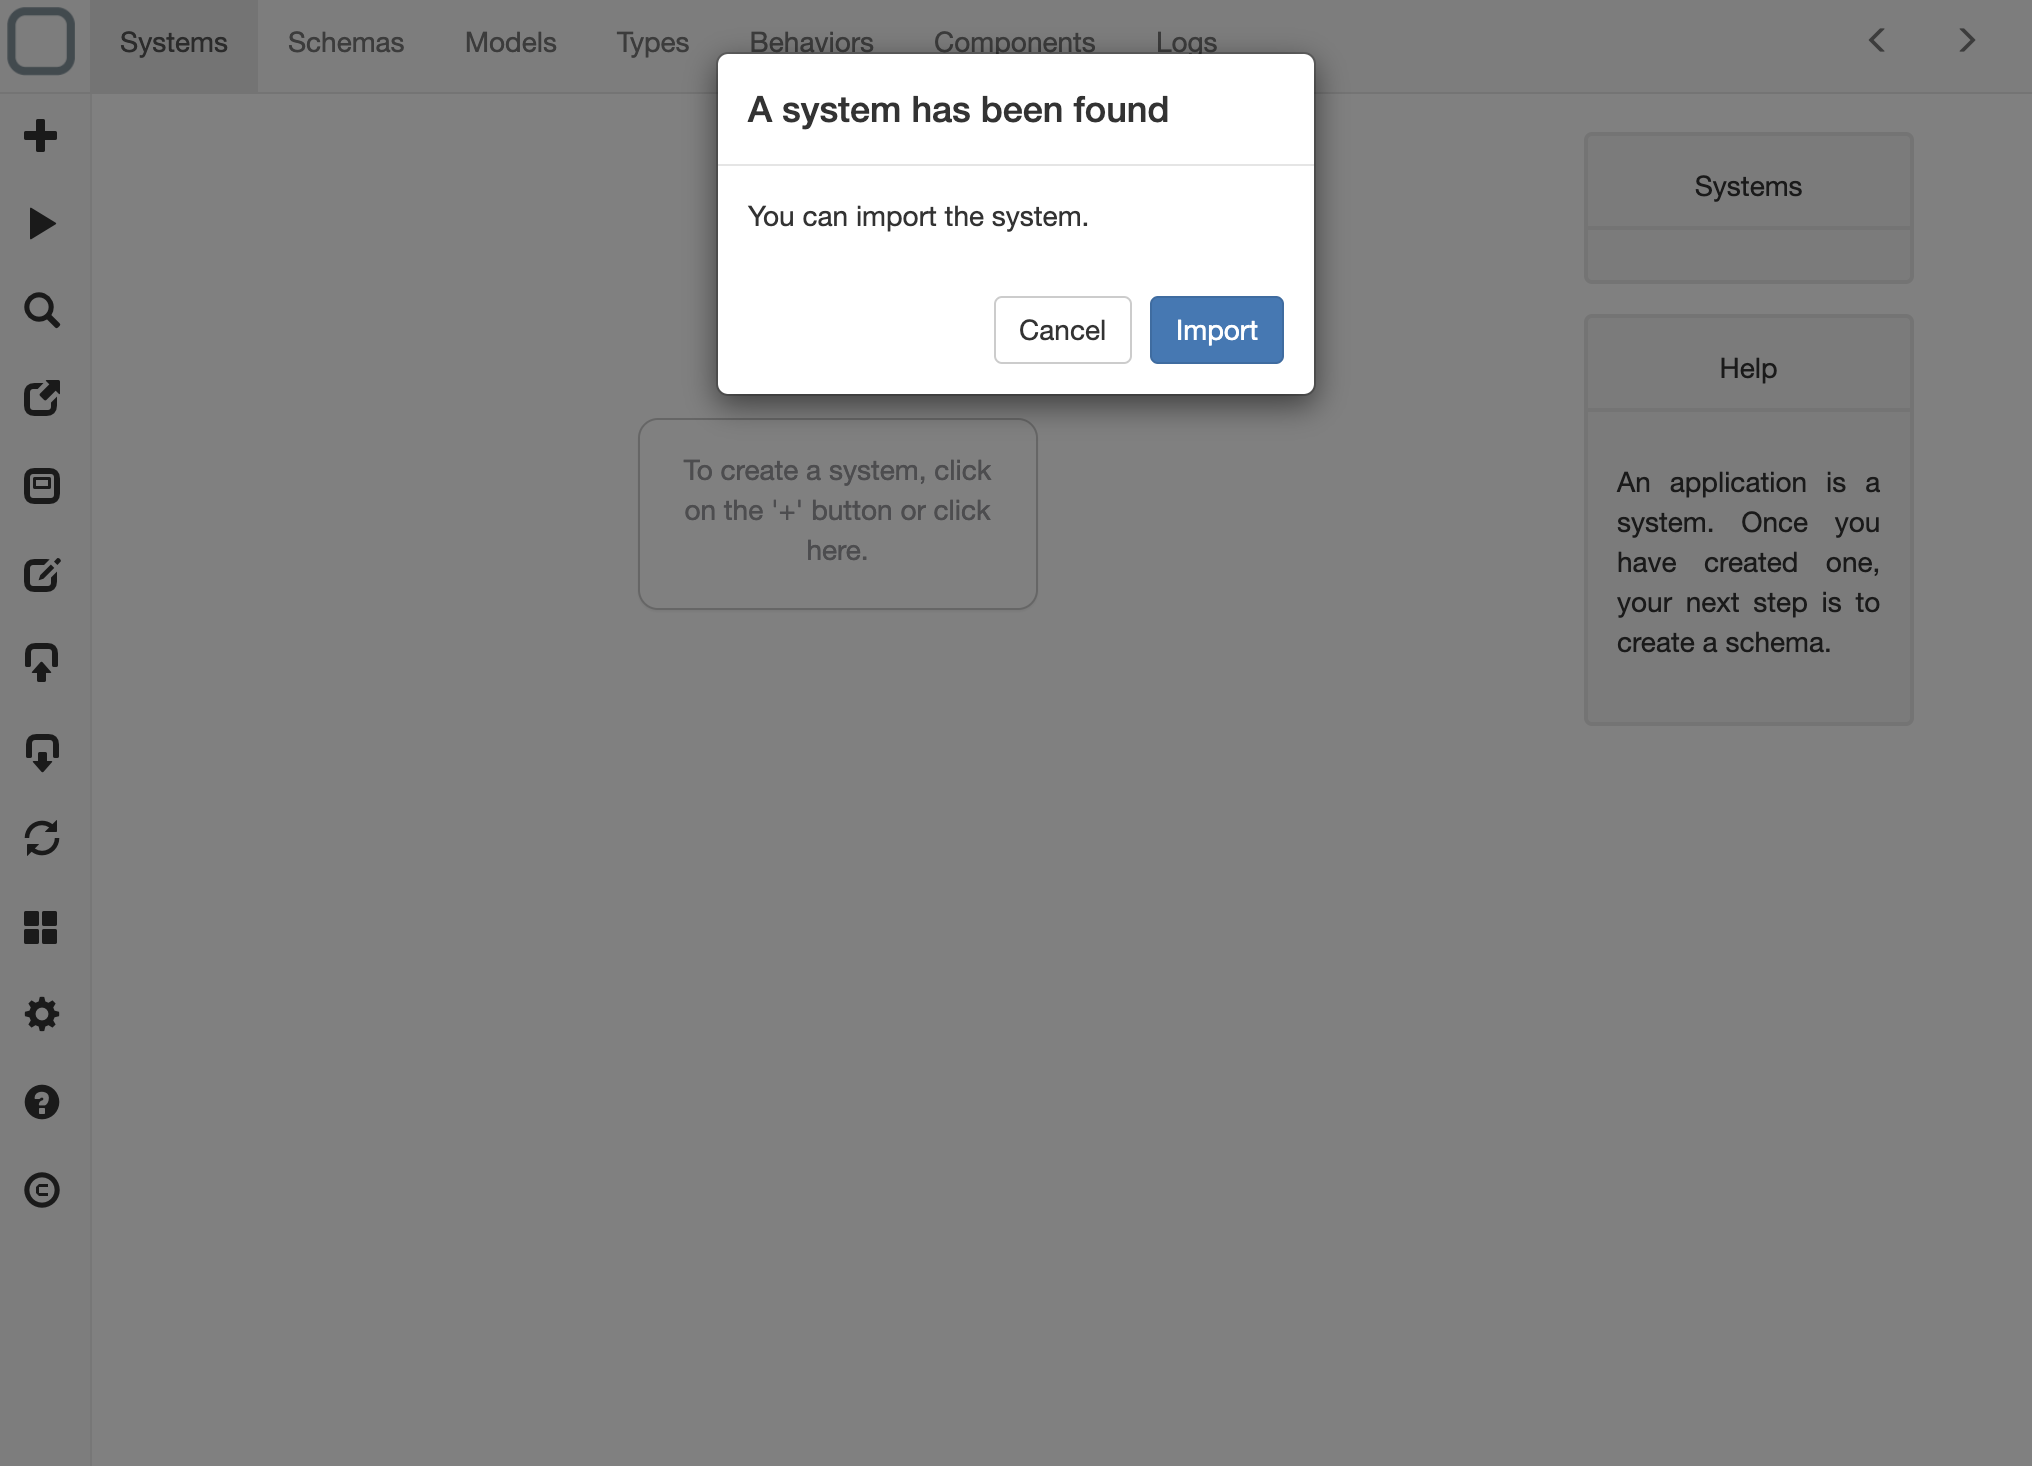 Systems
Schemas
Models
Types
Behaviors
Components
Logs
A system has been found
You can import the system.
Cancel
Import
To create a system, click
on the '+' button or click
here.
Systems
Help
An application is a
system. Once you
have created one,
your next step is to
create a schema.